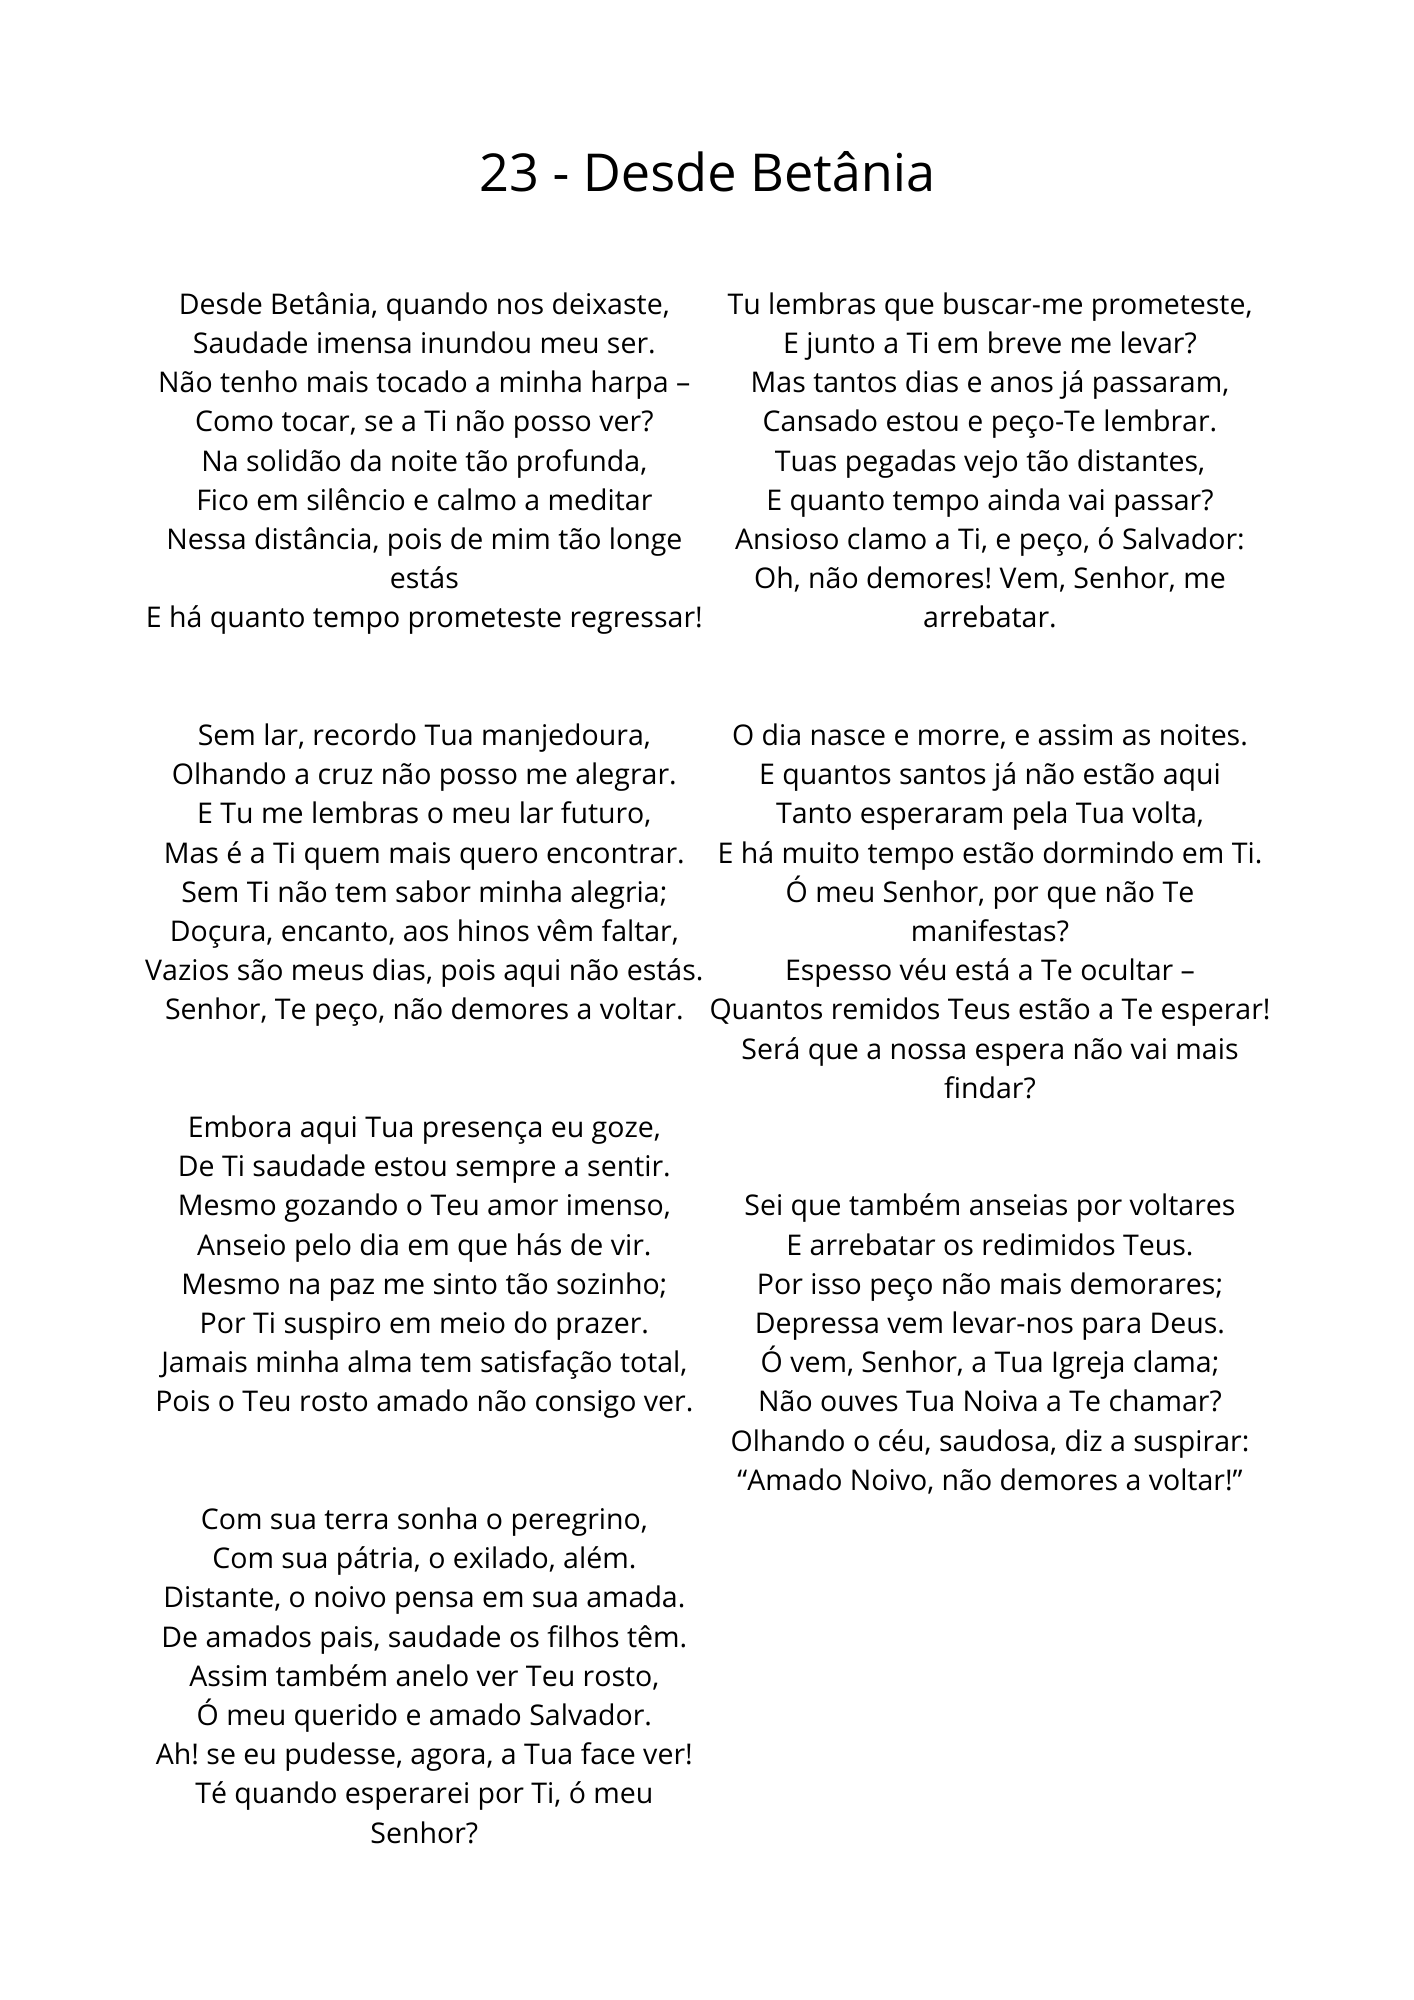 23 - Desde Betânia
Desde Betânia, quando nos deixaste,
Saudade imensa inundou meu ser.
Não tenho mais tocado a minha harpa –
Como tocar, se a Ti não posso ver?
Na solidão da noite tão profunda,
Fico em silêncio e calmo a meditar
Nessa distância, pois de mim tão longe
estás
E há quanto tempo prometeste regressar!
Sem lar, recordo Tua manjedoura,
Olhando a cruz não posso me alegrar.
E Tu me lembras o meu lar futuro,
Mas é a Ti quem mais quero encontrar.
Sem Ti não tem sabor minha alegria;
Doçura, encanto, aos hinos vêm faltar,
Vazios são meus dias, pois aqui não estás.
Senhor, Te peço, não demores a voltar.
Embora aqui Tua presença eu goze,
De Ti saudade estou sempre a sentir.
Mesmo gozando o Teu amor imenso,
Anseio pelo dia em que hás de vir.
Mesmo na paz me sinto tão sozinho;
Por Ti suspiro em meio do prazer.
Jamais minha alma tem satisfação total,
Pois o Teu rosto amado não consigo ver.
Com sua terra sonha o peregrino,
Com sua pátria, o exilado, além.
Distante, o noivo pensa em sua amada.
De amados pais, saudade os filhos têm.
Assim também anelo ver Teu rosto,
Ó meu querido e amado Salvador.
Ah! se eu pudesse, agora, a Tua face ver!
Té quando esperarei por Ti, ó meu
Senhor?
Tu lembras que buscar-me prometeste,
E junto a Ti em breve me levar?
Mas tantos dias e anos já passaram,
Cansado estou e peço-Te lembrar.
Tuas pegadas vejo tão distantes,
E quanto tempo ainda vai passar?
Ansioso clamo a Ti, e peço, ó Salvador:
Oh, não demores! Vem, Senhor, me
arrebatar.
O dia nasce e morre, e assim as noites.
E quantos santos já não estão aqui
Tanto esperaram pela Tua volta,
E há muito tempo estão dormindo em Ti.
Ó meu Senhor, por que não Te
manifestas?
Espesso véu está a Te ocultar –
Quantos remidos Teus estão a Te esperar!
Será que a nossa espera não vai mais
findar?
Sei que também anseias por voltares
E arrebatar os redimidos Teus.
Por isso peço não mais demorares;
Depressa vem levar-nos para Deus.
Ó vem, Senhor, a Tua Igreja clama;
Não ouves Tua Noiva a Te chamar?
Olhando o céu, saudosa, diz a suspirar:
“Amado Noivo, não demores a voltar!”